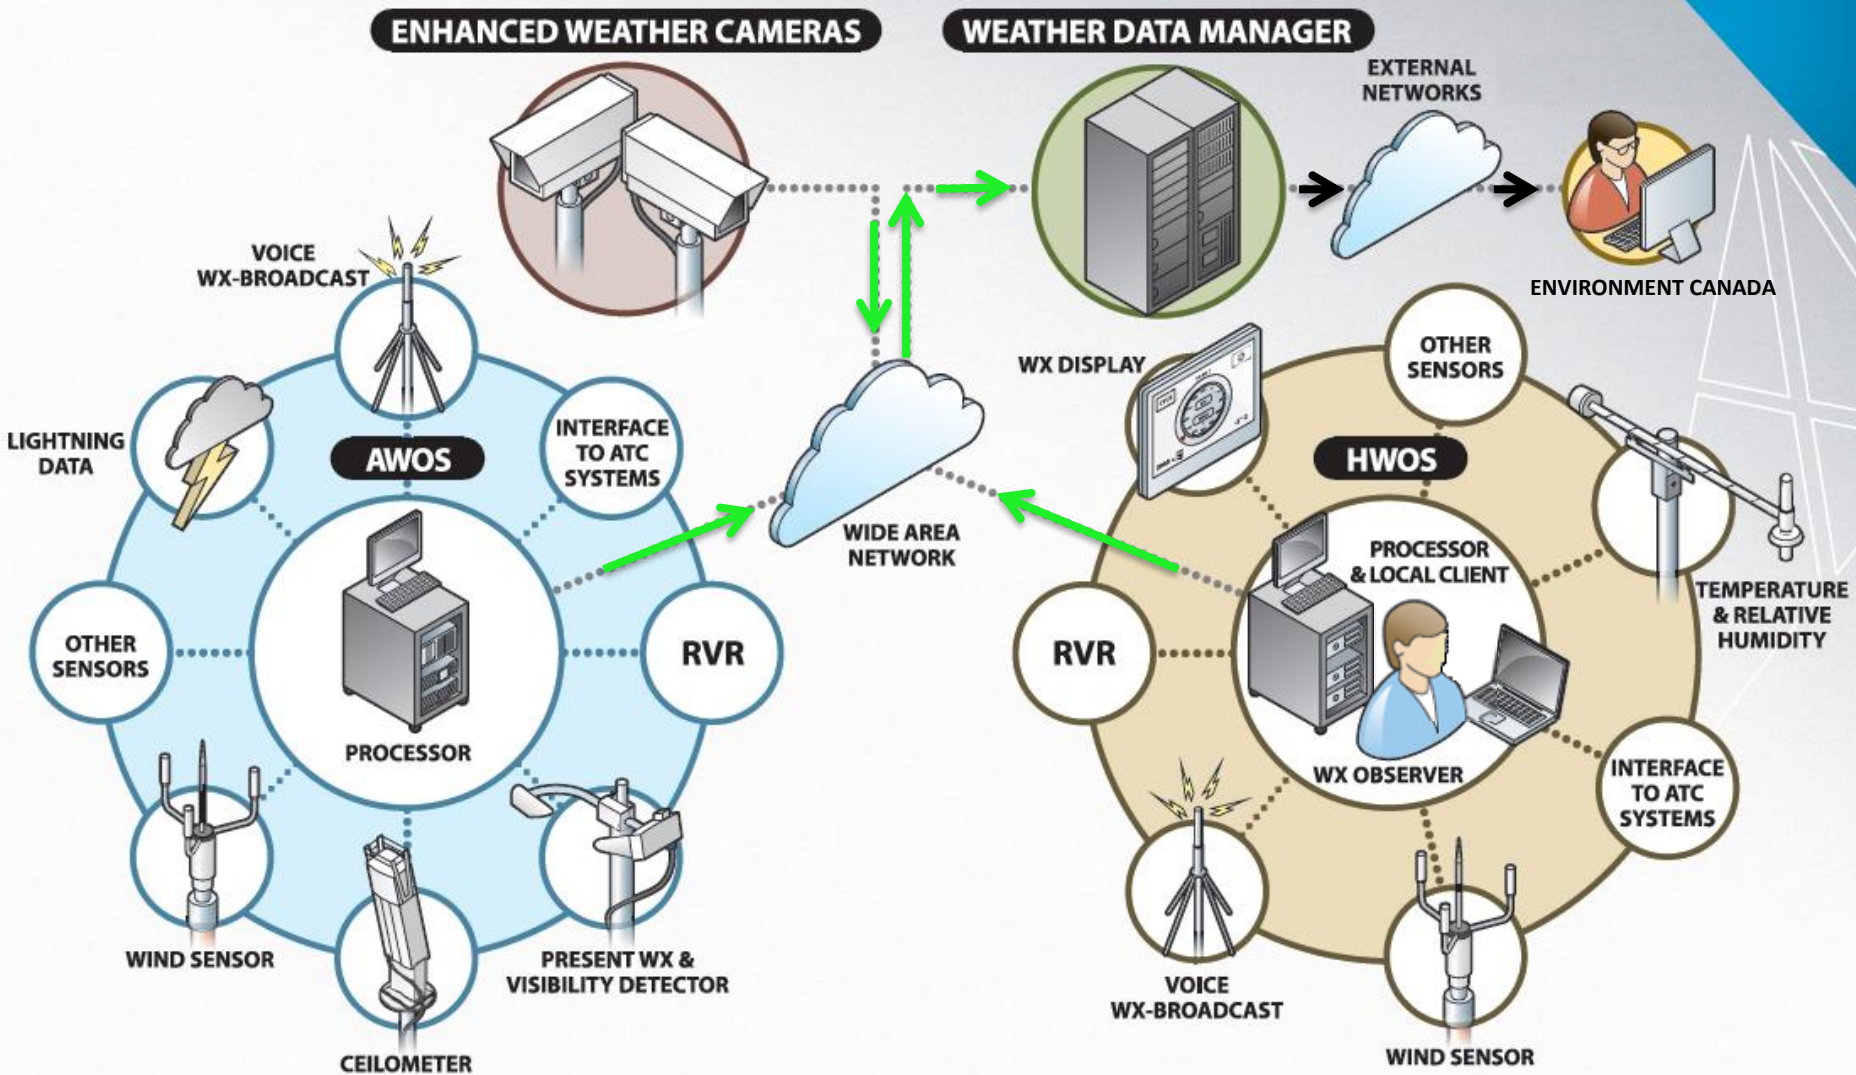 ENHANCED WEATHER CAMERAS
WEATHER DATA MANAGER
EXTERNAL
NETWORKS
ENVIRONMENT CANADA
VOICE
WX-BROADCAST
LIGHTNING
DATA
AWOS
INTERFACE
TO ATC
SYSTEMS
OTHER
SENSORS
PROCESSOR
RVR
WIND SENSOR
CEILOMETER
PRESENT WX &
VISIBILITY DETECTOR
WIDE AREA
NETWORK
WX DISPLAY
OTHER
SENSORS
HWOS
PROCESSOR
& LOCAL CLIENT
TEMPERATURE
& RELATIVE
HUMIDITY
RVR
WX OBSERVER
INTERFACE
TO ATC
SYSTEMS
VOICE
WX-BROADCAST
WIND SENSOR